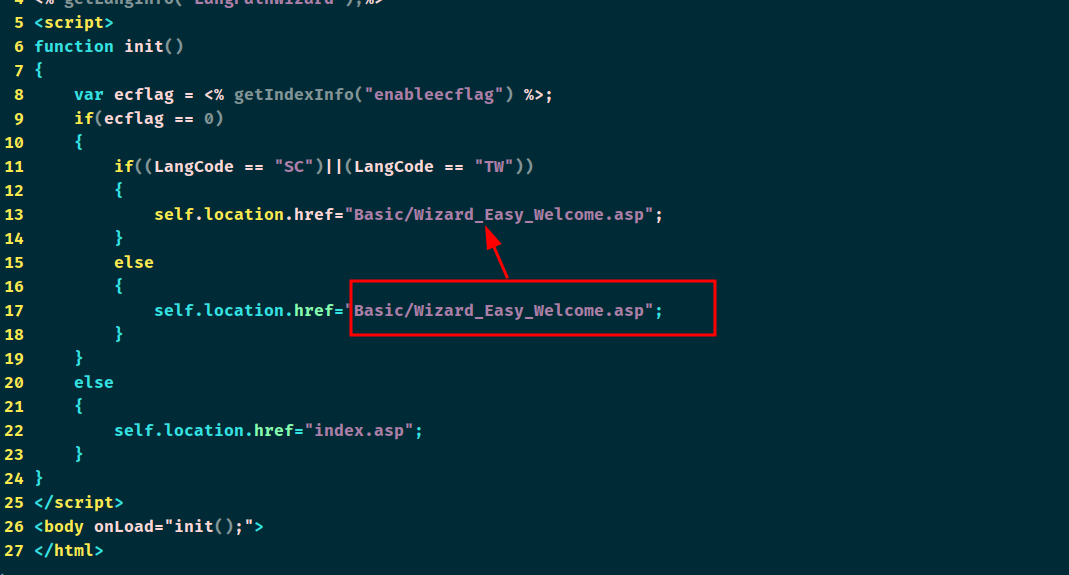 4 <% getLangInfo("LangPathWizard");%>
5 <script>
6 function init()
7 {
8     var ecflag = <% getIndexInfo("enableecflag") %>;
9     if(ecflag == 0)
10     {
11         if((LangCode == "SC")||(LangCode == "TW"))
12         {
13             self.location.href="Basic/Wizard_Easy_Welcome.asp";
14         }
15         else
16         {
17             self.location.href="Basic/Wizard_Easy_Welcome.asp";
18         }
19     }
20     else
21     {
22         self.location.href="index.asp";
23     }
24 }
25 </script>
26 <body onLoad="init();">
27 </html>